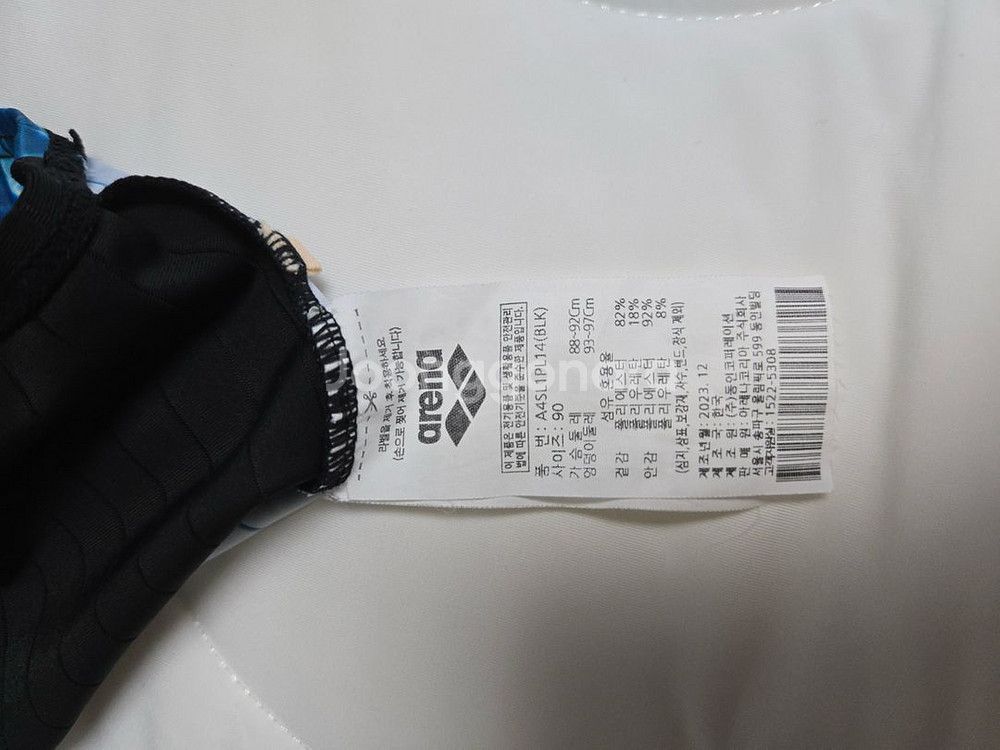 라벨을 제거 후 착용하세요.
(손으로 찢어 제거 가능합니다)
arena
이 제품은 전기용품 및 생활용품 안전관리
법에 따른 안전기준을 준수한 제품입니다.
품 번 : A4SL1PL14(BLK)
사이즈 : 90
가슴둘레 88~92Cm
엉덩이둘레 93~97Cm
섬유 혼용율
겉감 폴리에스터 82%
폴리우레탄 18%
안감 폴리에스터 92%
폴리우레탄 8%
(심지,상표,보강재,자수,밴드,장식 제외)
제조년월 : 2023. 12
제 조 국 : 한국
제 조 원 : (주)동인코퍼레이션
판 매 원 : 아레나코리아 주식회사
서울시 송파구 올림픽로 599 동인빌딩
고객지원실 : 1522-5308